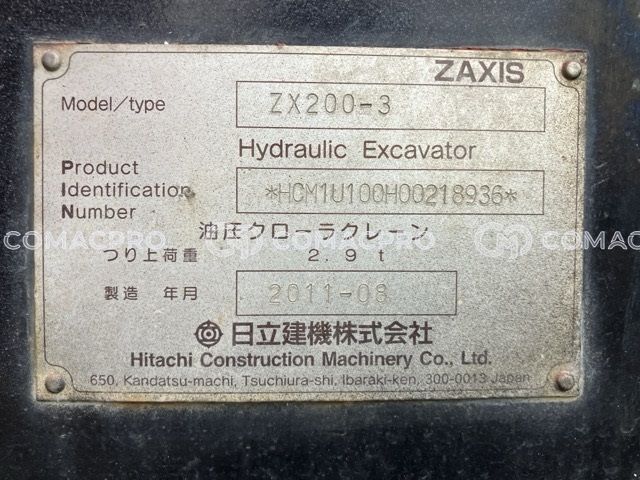 ZAXIS
Model/type ZX200-3
Hydraulic Excavator
Product
Identification *HCM1U100H00218936*
Number
油圧クローラクレーン
つり上荷重 2.9 t
製造 年月 2011-08
日立建機株式会社
Hitachi Construction Machinery Co., Ltd.
650, Kandatsu-machi, Tsuchiura-shi, Ibaraki-ken, 300-0013 Japan
COMACPRO COMACPRO COMAC